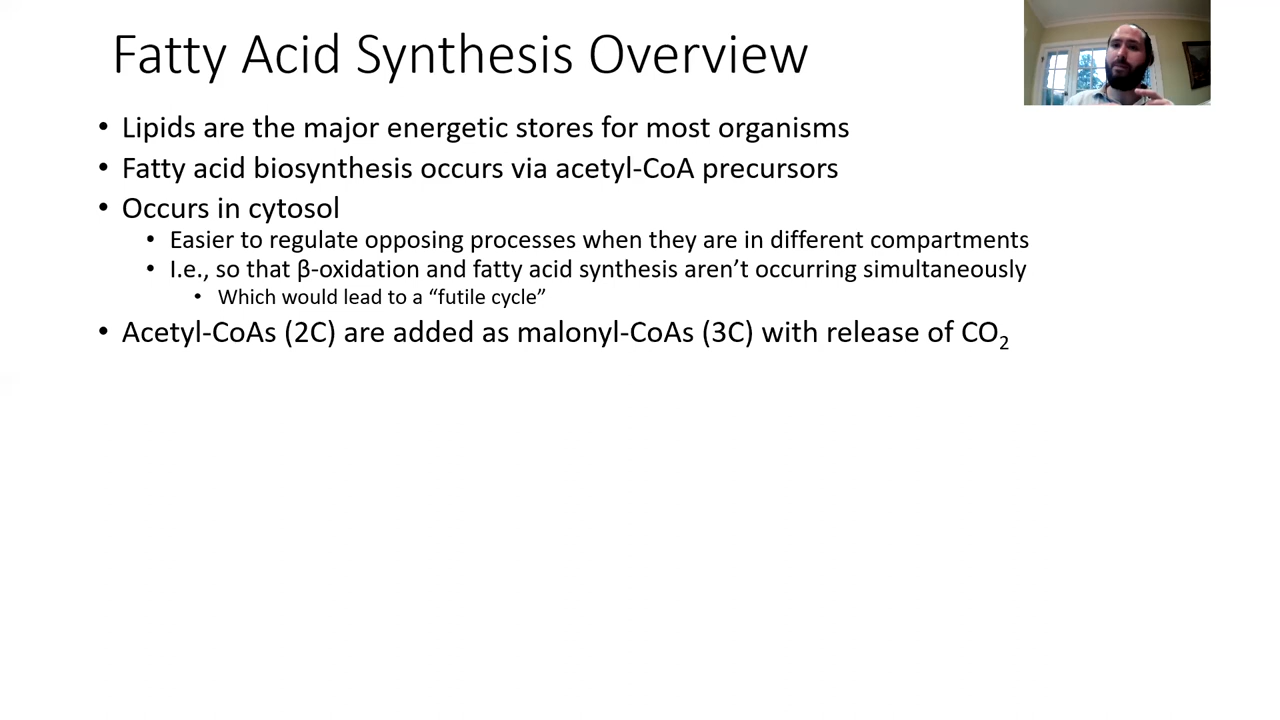 Fatty Acid Synthesis Overview
• Lipids are the major energetic stores for most organisms
• Fatty acid biosynthesis occurs via acetyl-CoA precursors
• Occurs in cytosol
• Easier to regulate opposing processes when they are in different compartments
• I.e., so that β-oxidation and fatty acid synthesis aren’t occurring simultaneously
• Which would lead to a “futile cycle”
• Acetyl-CoAs (2C) are added as malonyl-CoAs (3C) with release of CO₂